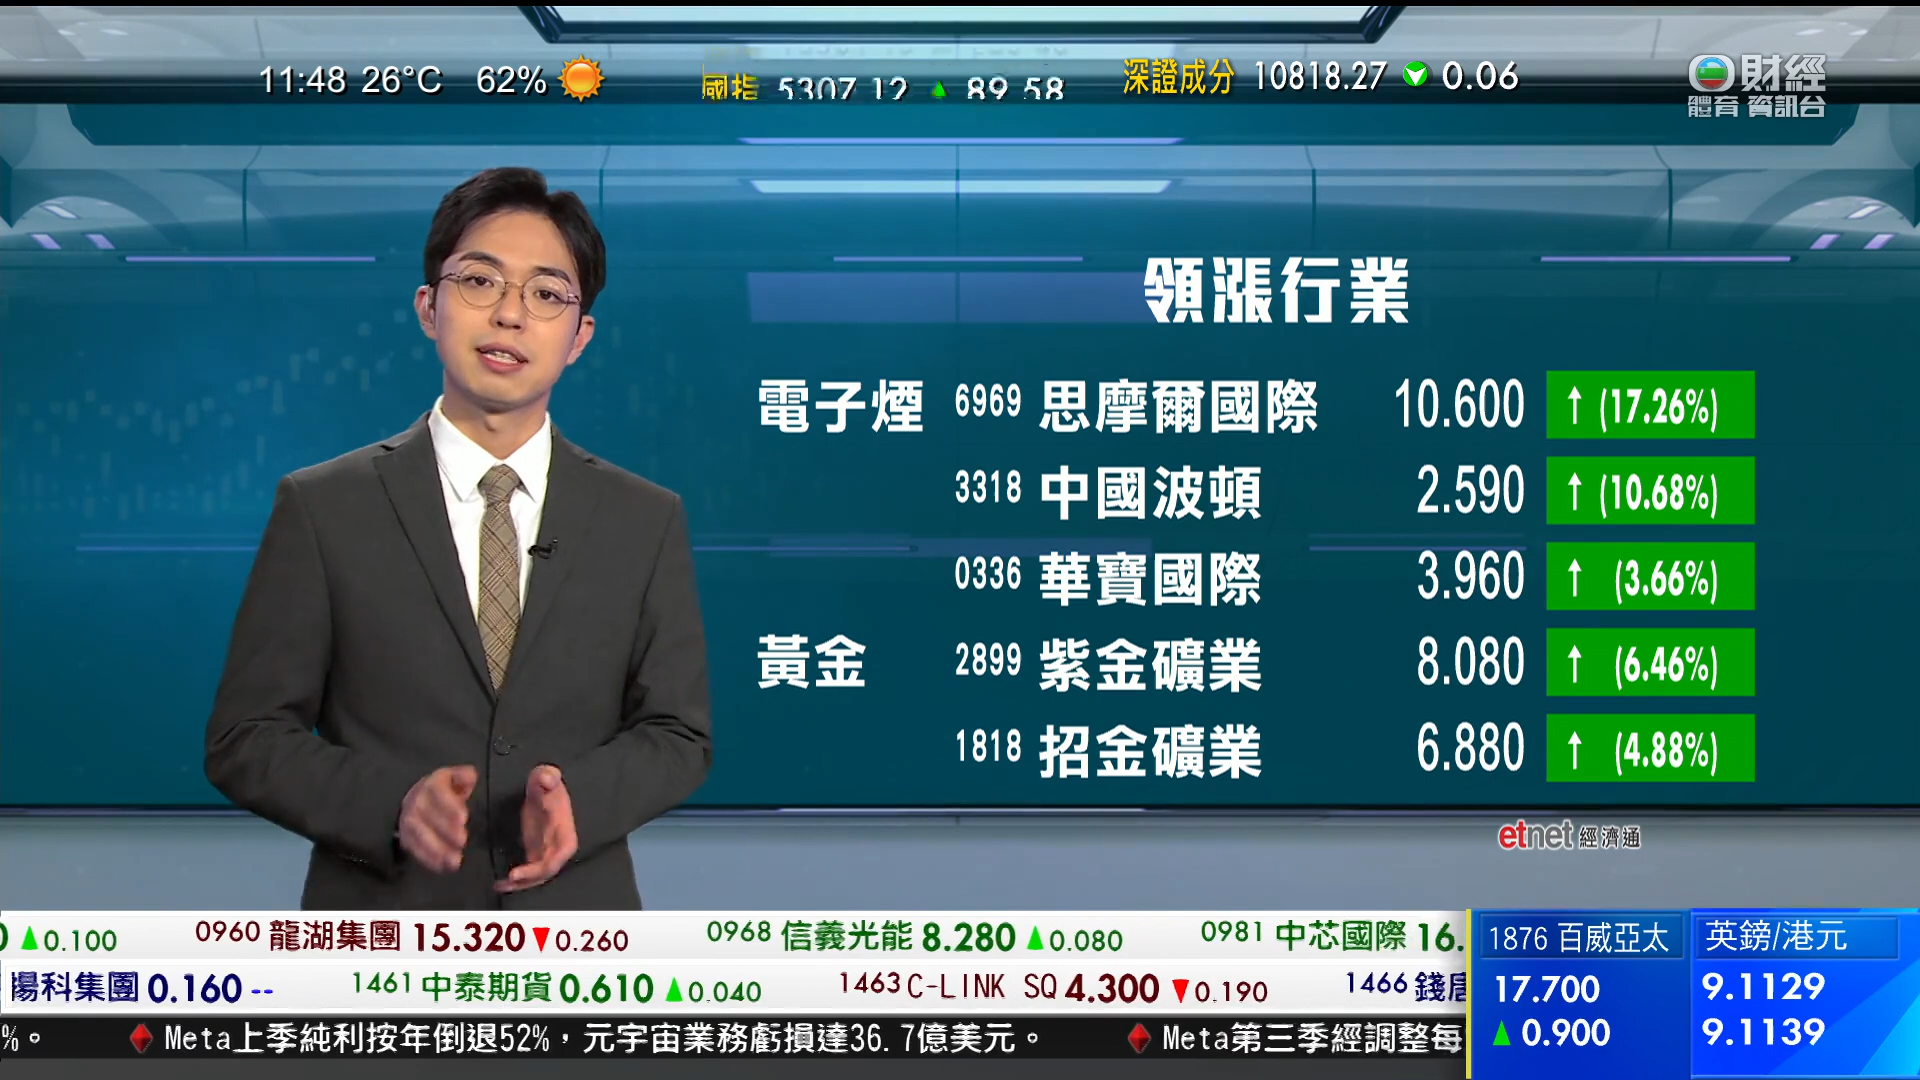 11:48 26°C 62%
國指 5307.12 ▲ 89.58
深證成分 10818.27 ▼ 0.06
財經
體育 資訊台
領漲行業
電子煙 6969 思摩爾國際 10.600 ↑ (17.26%)
3318 中國波頓 2.590 ↑ (10.68%)
0336 華寶國際 3.960 ↑ (3.66%)
黃金 2899 紫金礦業 8.080 ↑ (6.46%)
1818 招金礦業 6.880 ↑ (4.88%)
etnet 經濟通
▲0.100 0960 龍湖集團 15.320 ▼0.260 0968 信義光能 8.280 ▲0.080 0981 中芯國際 16.
陽科集團 0.160 -- 1461 中泰期貨 0.610 ▲0.040 1463 C-LINK SQ 4.300 ▼0.190 1466 錢唐
%。 ◆ Meta上季純利按年倒退52%，元宇宙業務虧損達36.7億美元。 ◆ Meta第三季經調整每
1876 百威亞太
17.700
▲ 0.900
英鎊/港元
9.1129
9.1139